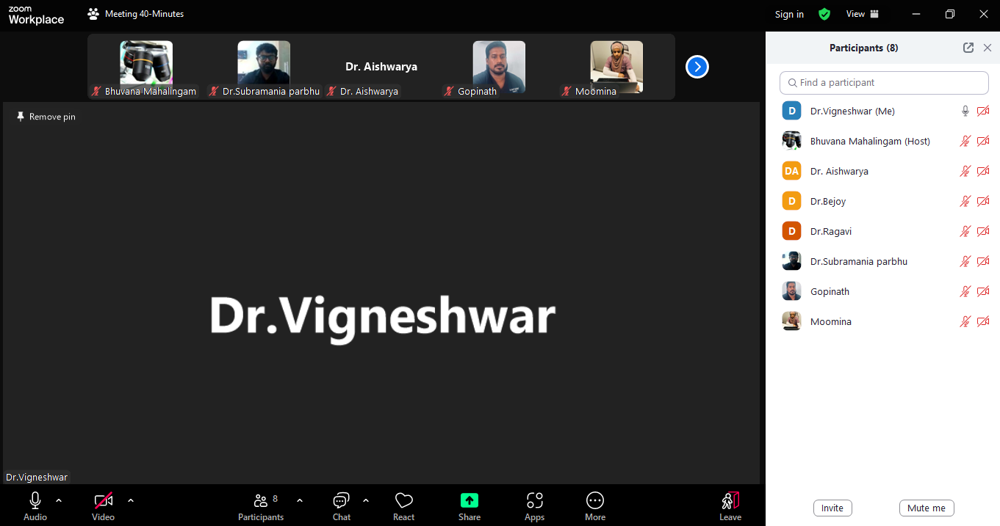 zoom
Workplace
Meeting 40-Minutes
Sign in
View
Bhuvana Mahalingam
Dr.Subramania parbhu
Dr. Aishwarya
Dr. Aishwarya
Gopinath
Moomina
Remove pin
Dr.Vigneshwar
Dr.Vigneshwar
Participants (8)
Find a participant
D
Dr.Vigneshwar (Me)
Bhuvana Mahalingam (Host)
DA
Dr. Aishwarya
D
Dr.Bejoy
D
Dr.Ragavi
Dr.Subramania parbhu
Gopinath
Moomina
Invite
Mute me
Audio
Video
8
Participants
Chat
React
Share
Apps
More
Leave